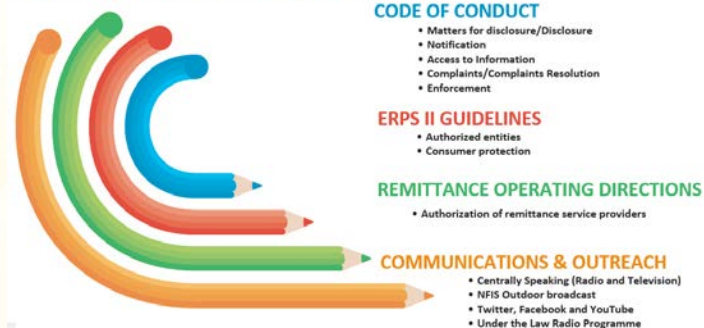 CODE OF CONDUCT
• Matters for disclosure/Disclosure
• Notification
• Access to Information
• Complaints/Complaints Resolution
• Enforcement
ERPS II GUIDELINES
• Authorized entities
• Consumer protection
REMITTANCE OPERATING DIRECTIONS
• Authorization of remittance service providers
COMMUNICATIONS & OUTREACH
• Centrally Speaking (Radio and Television)
• NFIS Outdoor broadcast
• Twitter, Facebook and YouTube
• Under the Law Radio Programme